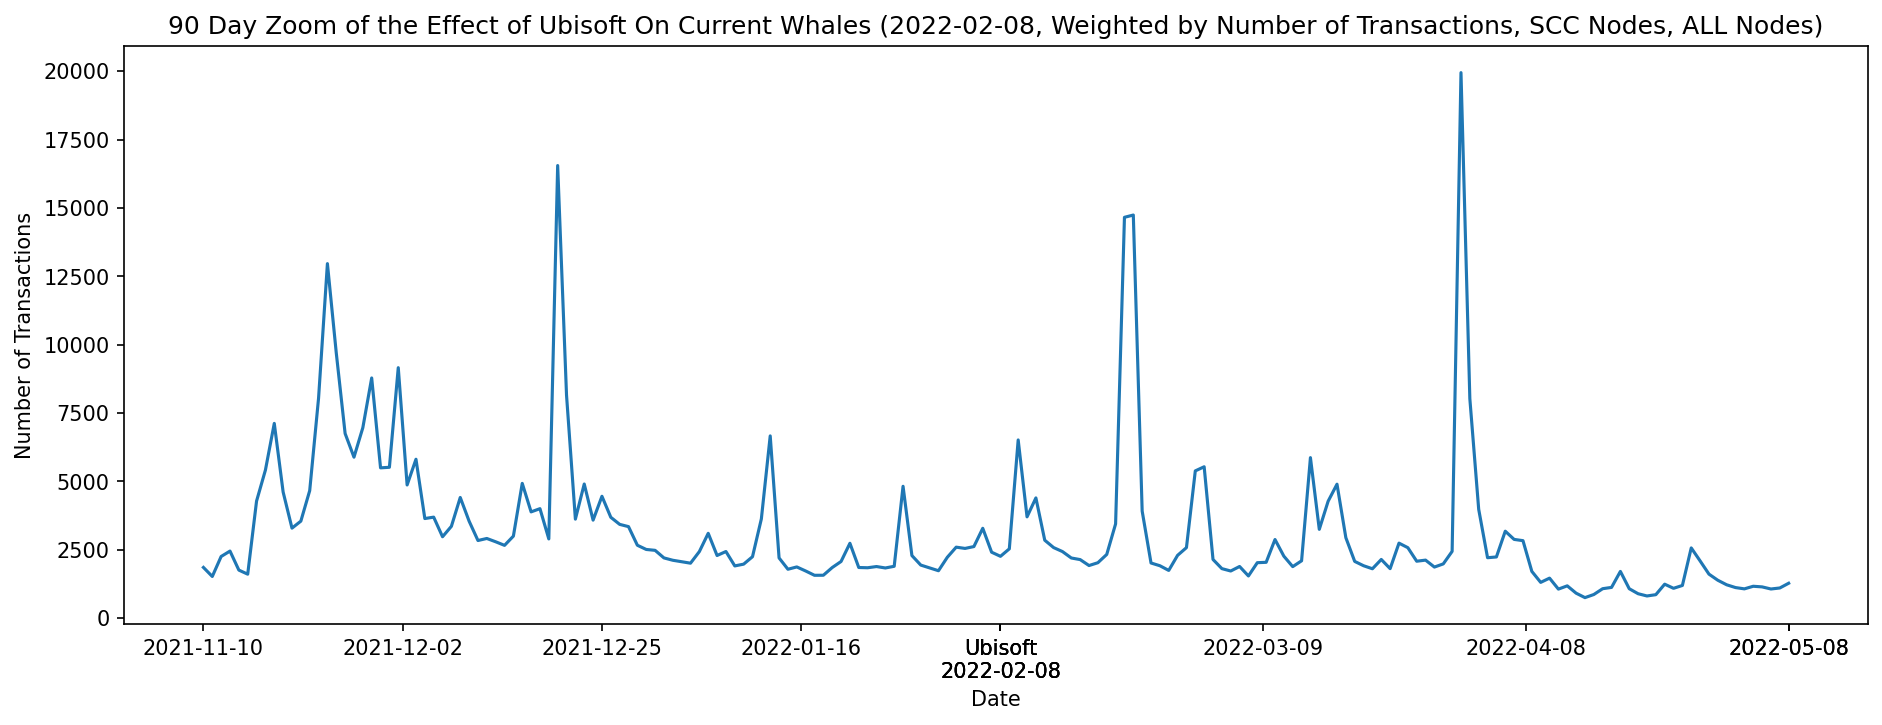 90 Day Zoom of the Effect of Ubisoft On Current Whales (2022-02-08, Weighted by Number of Transactions, SCC Nodes, ALL Nodes)
20000
17500
15000
12500
10000
7500
5000
2500
0
Number of Transactions
2021-11-10 2021-12-02 2021-12-25 2022-01-16 Ubisoft 2022-03-09 2022-04-08 2022-05-08
2022-02-08
Date